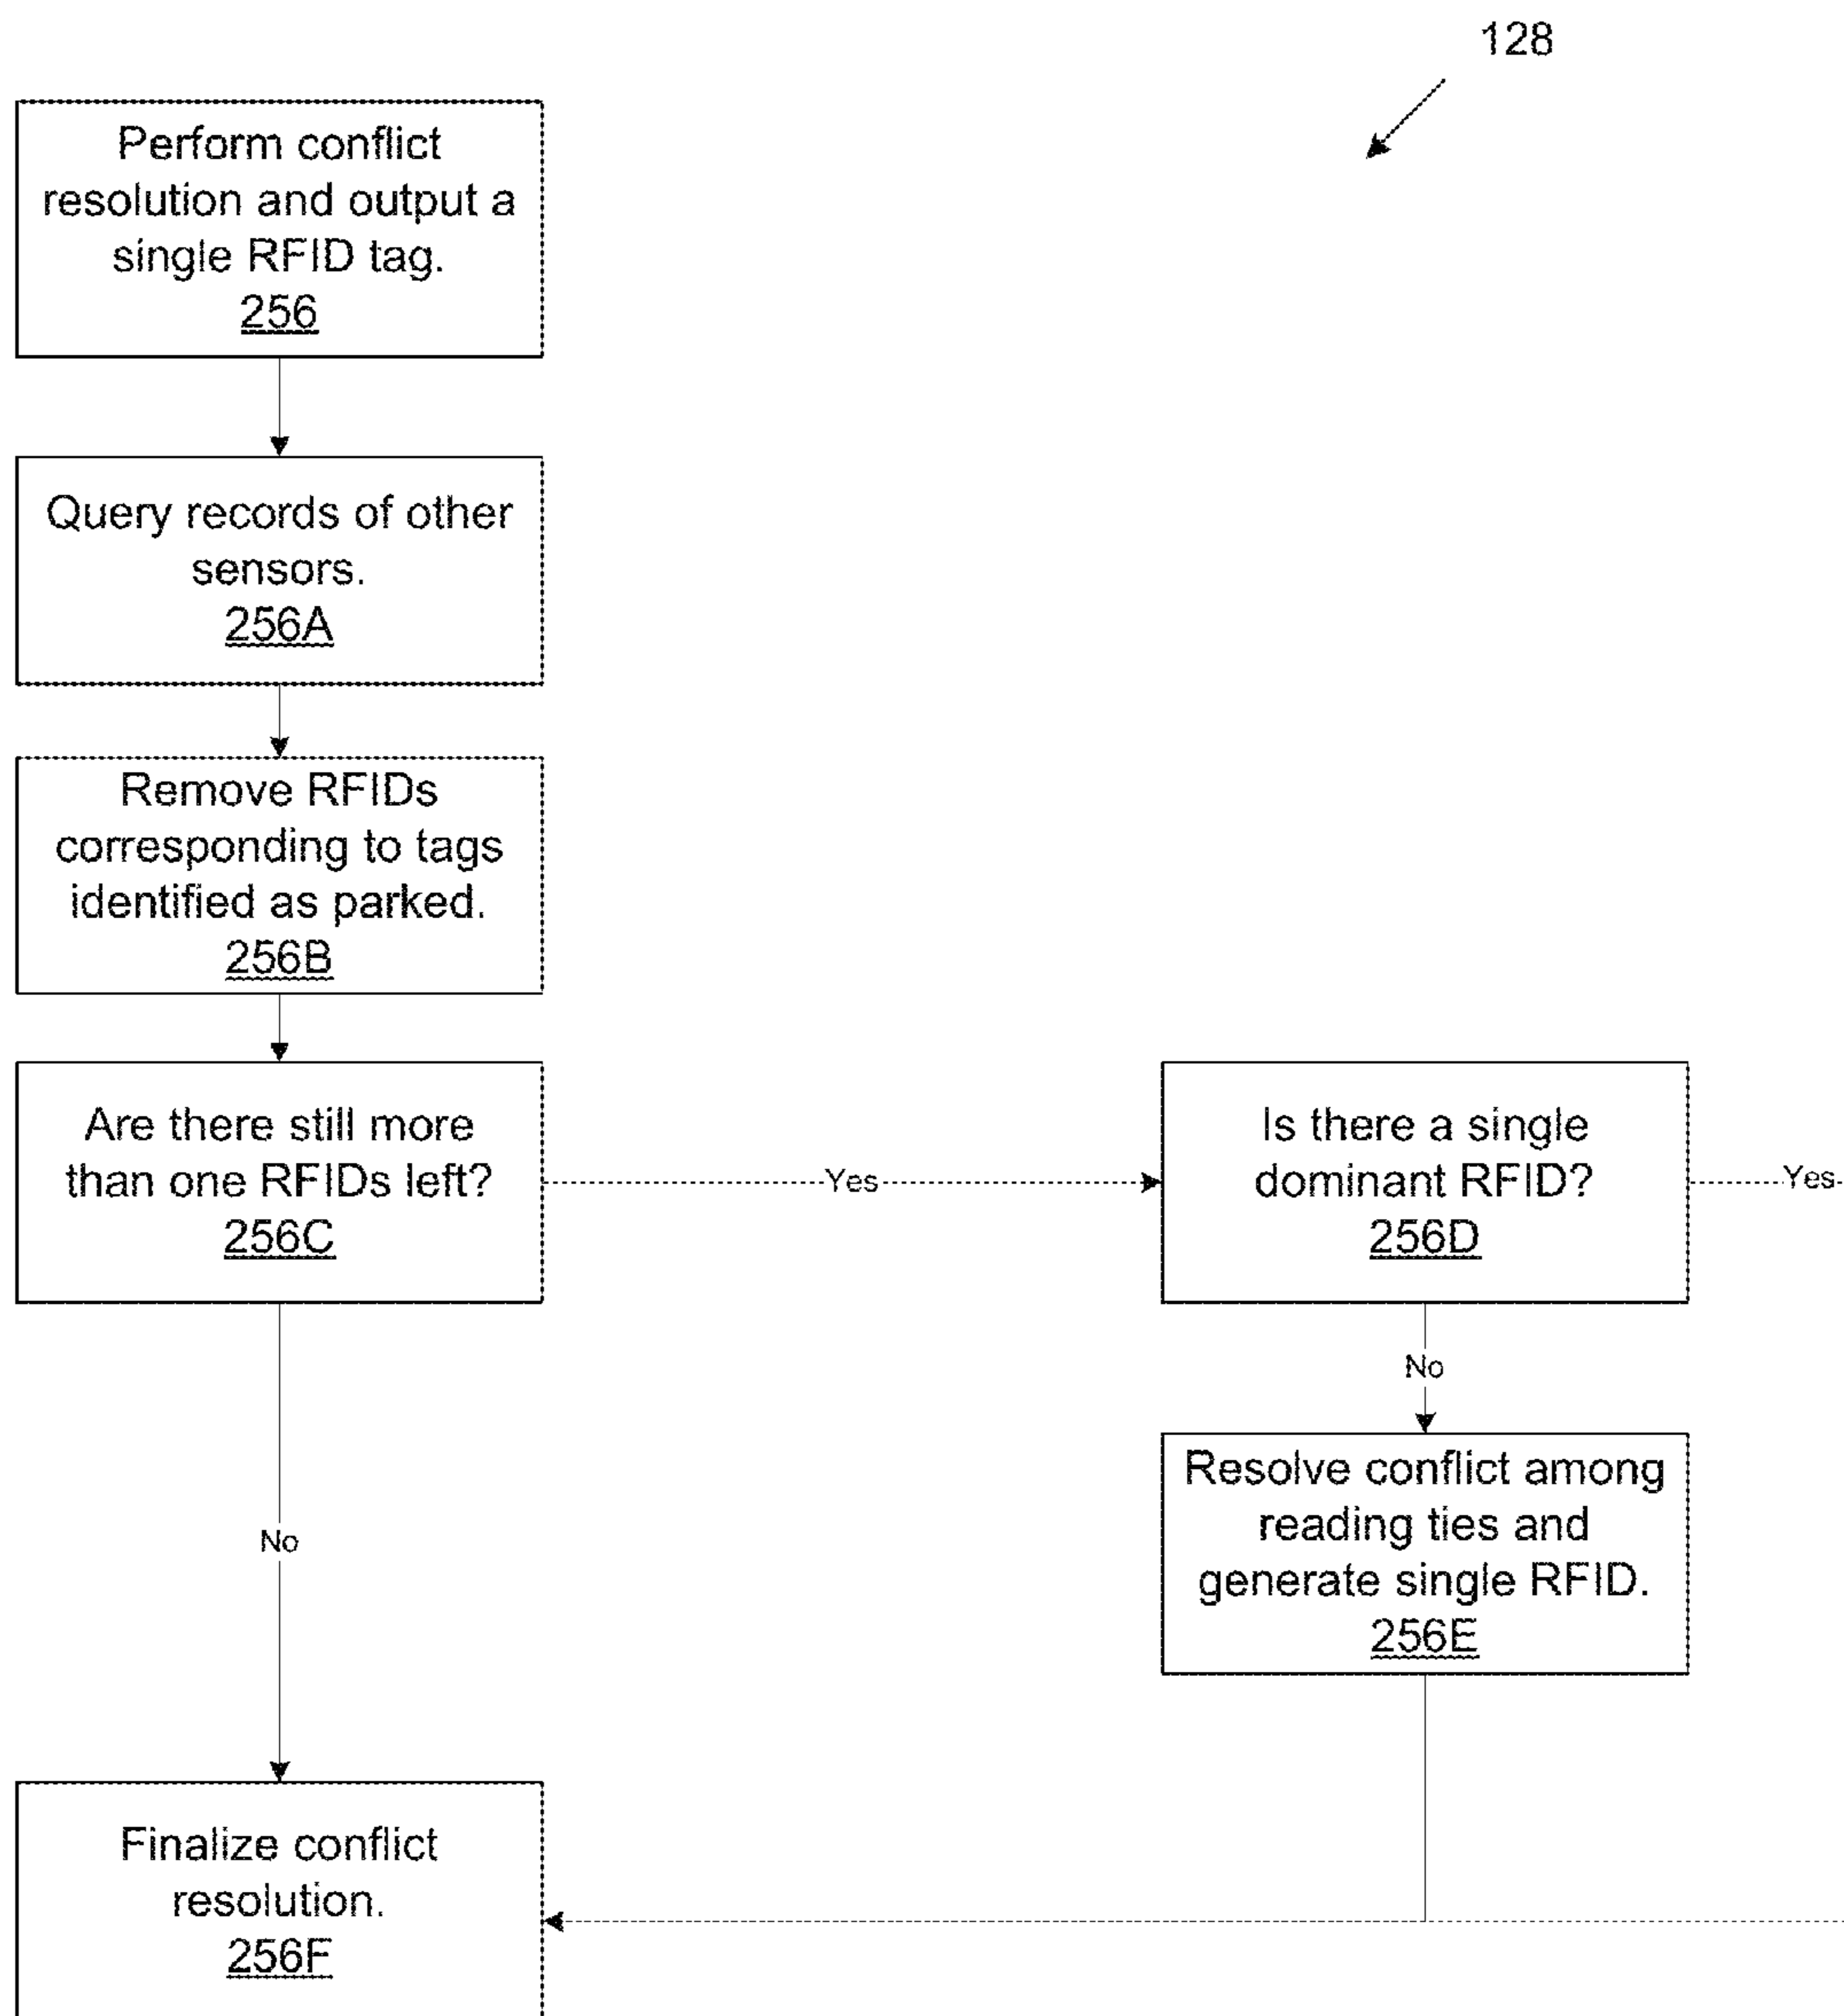 128
Perform conflict
resolution and output a
single RFID tag.
256
Query records of other
sensors.
256A
Remove RFIDs
corresponding to tags
identified as parked.
256B
Are there still more
than one RFIDs left?
256C
Yes
Is there a single
dominant RFID?
256D
Yes
No
Resolve conflict among
reading ties and
generate single RFID.
256E
No
Finalize conflict
resolution.
256F